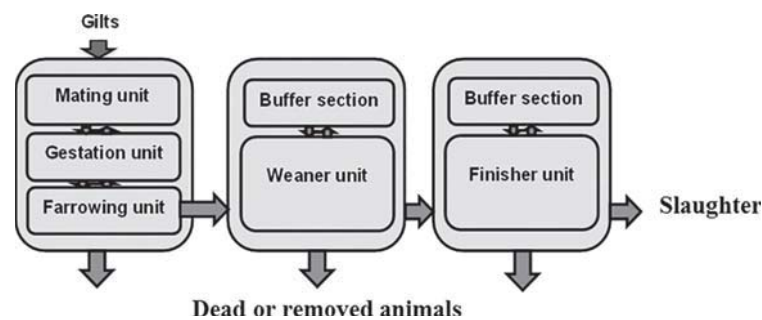 Gilts
Mating unit
Gestation unit
Farrowing unit
Buffer section
Weaner unit
Buffer section
Finisher unit
Slaughter
Dead or removed animals